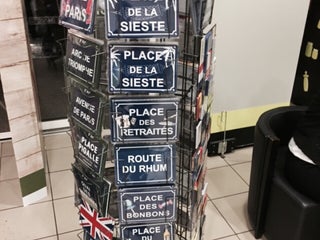 PARIS
DE LA
SIESTE
ARC DE
TRIOMPHE
PLACE
DE LA
SIESTE
AVENUE
DE PARIS
PLACE
DES
RETRAITÉS
PIGALLE
ROUTE
DU RHUM
PLACE
DES
BONBONS
PLACE
DU